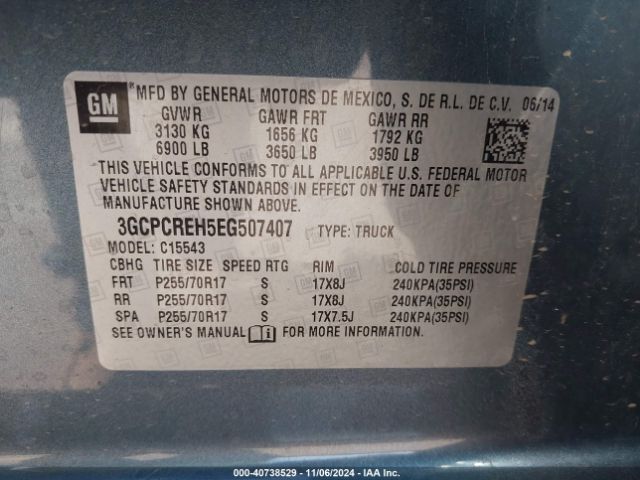 GM
MFD BY GENERAL MOTORS DE MEXICO, S. DE R.L. DE C.V. 06/14
GVWR GAWR FRT GAWR RR
3130 KG 1656 KG 1792 KG
6900 LB 3650 LB 3950 LB
THIS VEHICLE CONFORMS TO ALL APPLICABLE U.S. FEDERAL MOTOR
VEHICLE SAFETY STANDARDS IN EFFECT ON THE DATE OF
MANUFACTURE SHOWN ABOVE.
3GCPCREH5EG507407 TYPE: TRUCK
MODEL: C15543
CBHG TIRE SIZE SPEED RTG RIM COLD TIRE PRESSURE
FRT P255/70R17 S 17X8J 240KPA(35PSI)
RR P255/70R17 S 17X8J 240KPA(35PSI)
SPA P255/70R17 S 17X7.5J 240KPA(35PSI)
SEE OWNER'S MANUAL FOR MORE INFORMATION.
000-40738529 - 11/06/2024 - IAA Inc.